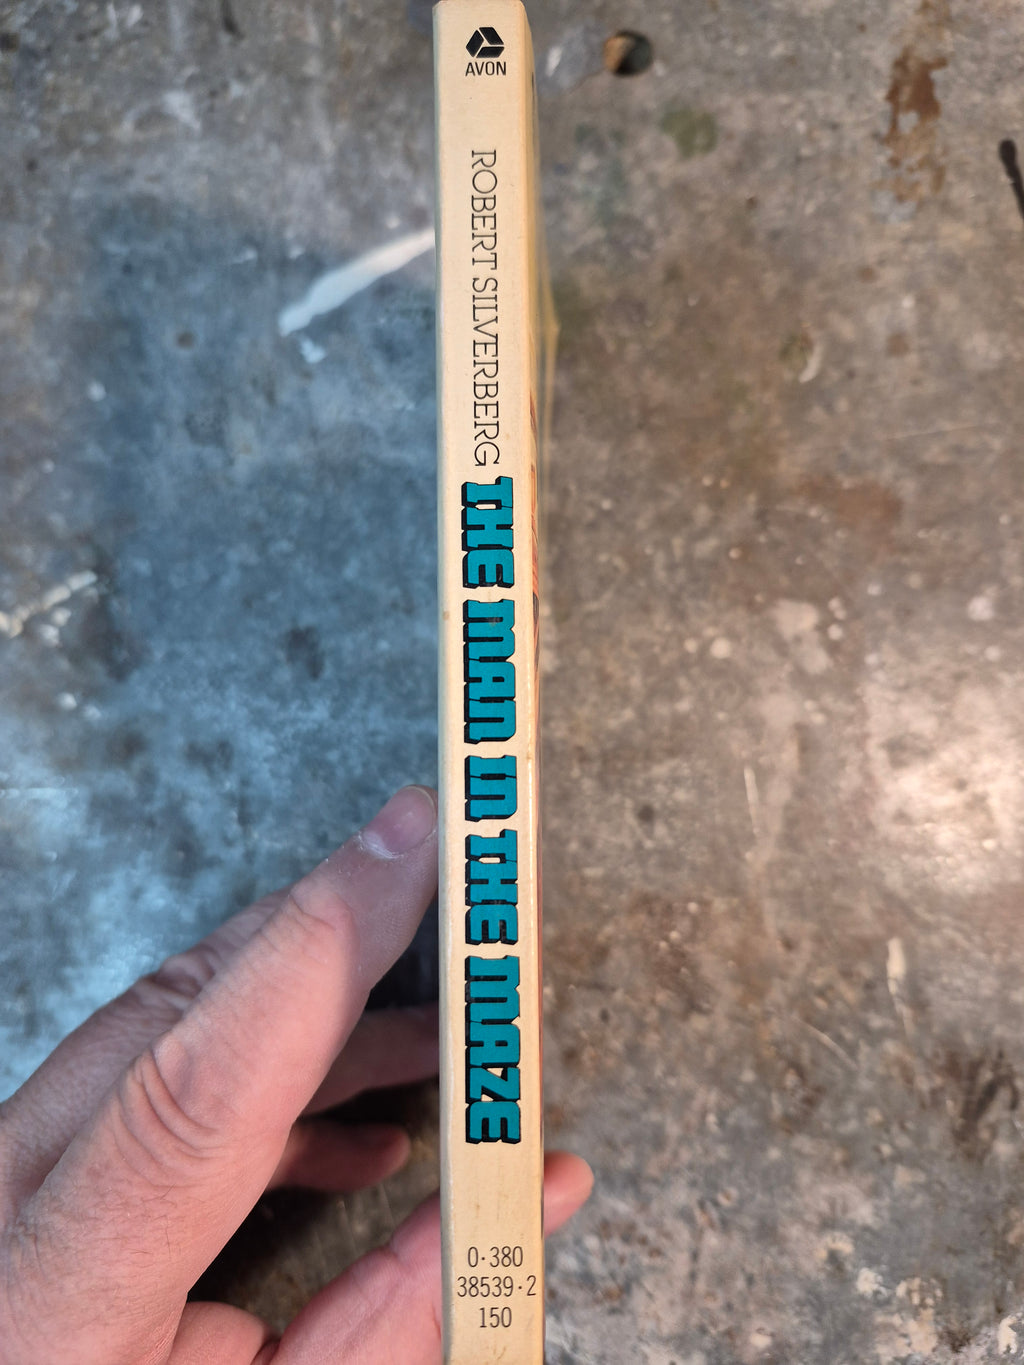 AVON
ROBERT SILVERBERG
THE MAN IN THE MAZE
0·380
38539·2
150